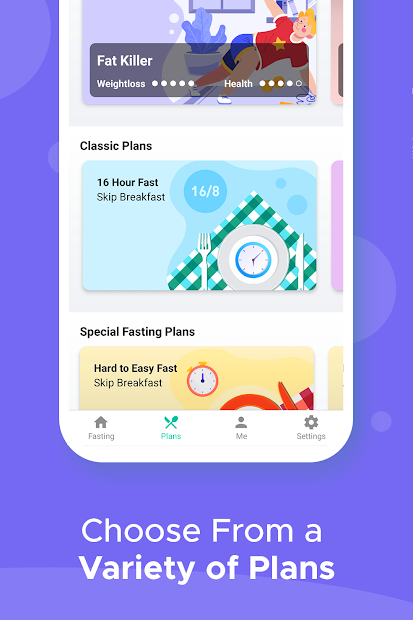 Fat Killer
Weightloss Health
Classic Plans
16 Hour Fast
Skip Breakfast
16/8
Special Fasting Plans
Hard to Easy Fast
Skip Breakfast
Fasting Plans Me Settings
Choose From a
Variety of Plans